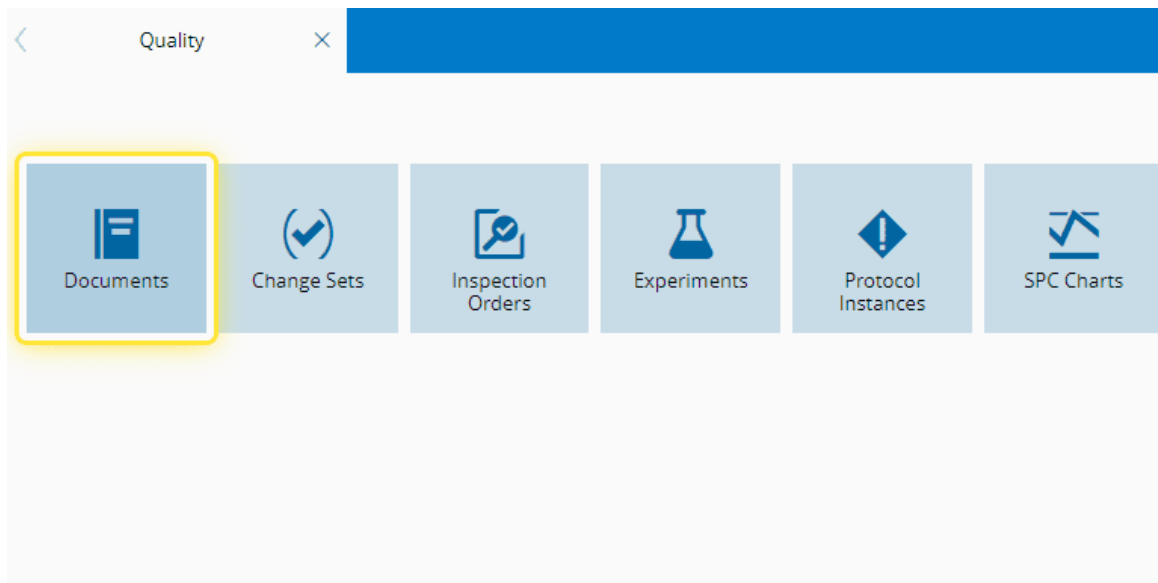 Quality
Documents
Change Sets
Inspection
Orders
Experiments
Protocol
Instances
SPC Charts